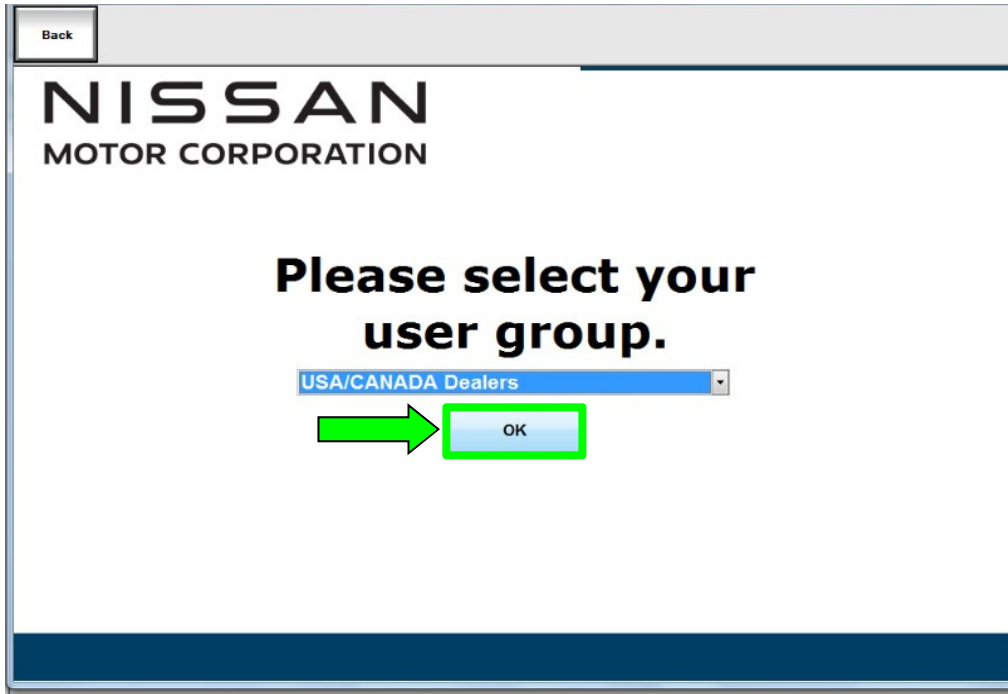 Back
NISSAN
MOTOR CORPORATION
Please select your
user group.
USA/CANADA Dealers
OK